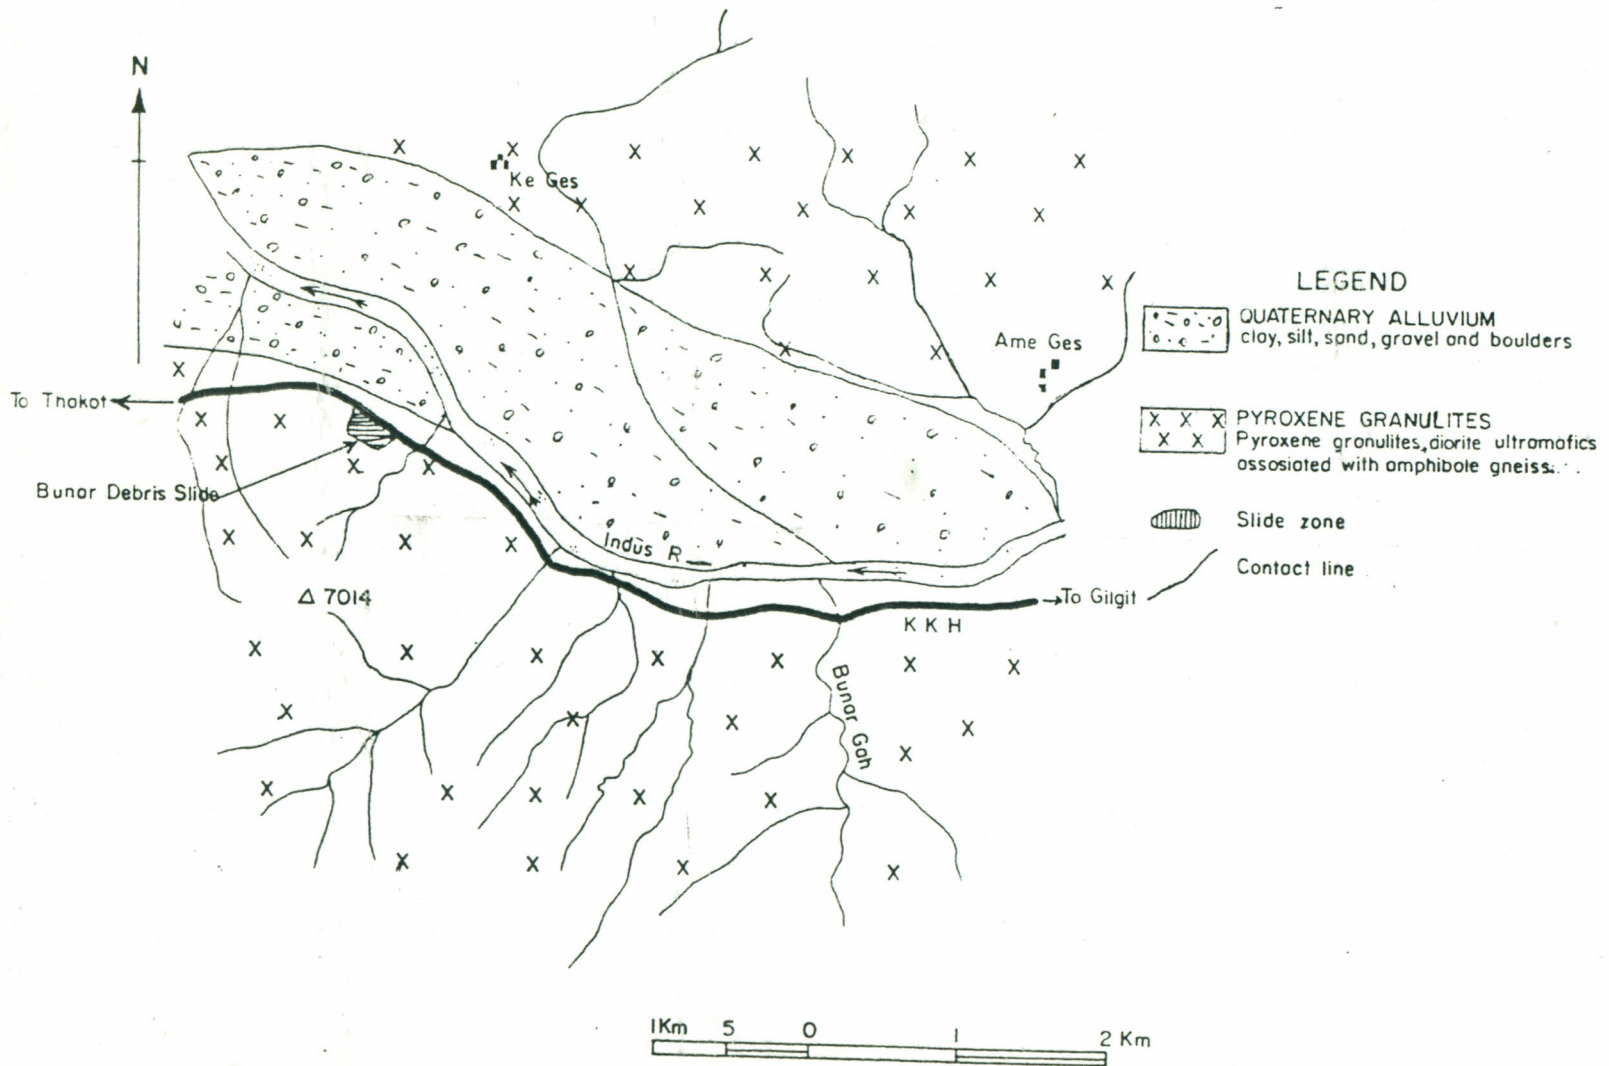 N
Ke Ges
LEGEND
QUATERNARY ALLUVIUM
clay, silt, sand, gravel and boulders
Ame Ges
To Thakot
X X X PYROXENE GRANULITES
X X Pyroxene granulites, diorite ultramafics
assosiated with amphibole gneiss
Bunar Debris Slide
Slide zone
Indus R
Contact line
△ 7014
To Gilgit
K K H
Bunar Gah
1Km 5 0 1 2 Km